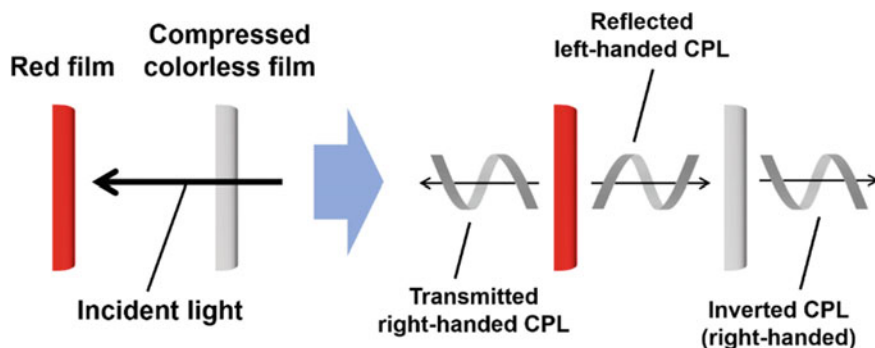 Red film
Compressed
colorless film
Incident light
Reflected
left-handed CPL
Transmitted
right-handed CPL
Inverted CPL
(right-handed)